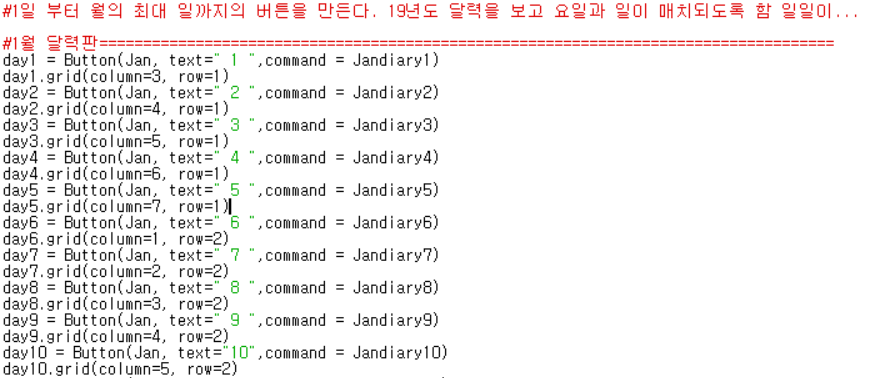 #1일 부터 월의 최대 일까지의 버튼을 만든다. 19년도 달력을 보고 요일과 일이 매치되도록 함 일일이...
#1월 달력판=====================================================================================
day1 = Button(Jan, text=" 1 ",command = Jandiary1)
day1.grid(column=3, row=1)
day2 = Button(Jan, text=" 2 ",command = Jandiary2)
day2.grid(column=4, row=1)
day3 = Button(Jan, text=" 3 ",command = Jandiary3)
day3.grid(column=5, row=1)
day4 = Button(Jan, text=" 4 ",command = Jandiary4)
day4.grid(column=6, row=1)
day5 = Button(Jan, text=" 5 ",command = Jandiary5)
day5.grid(column=7, row=1)
day6 = Button(Jan, text=" 6 ",command = Jandiary6)
day6.grid(column=1, row=2)
day7 = Button(Jan, text=" 7 ",command = Jandiary7)
day7.grid(column=2, row=2)
day8 = Button(Jan, text=" 8 ",command = Jandiary8)
day8.grid(column=3, row=2)
day9 = Button(Jan, text=" 9 ",command = Jandiary9)
day9.grid(column=4, row=2)
day10 = Button(Jan, text="10",command = Jandiary10)
day10.grid(column=5, row=2)